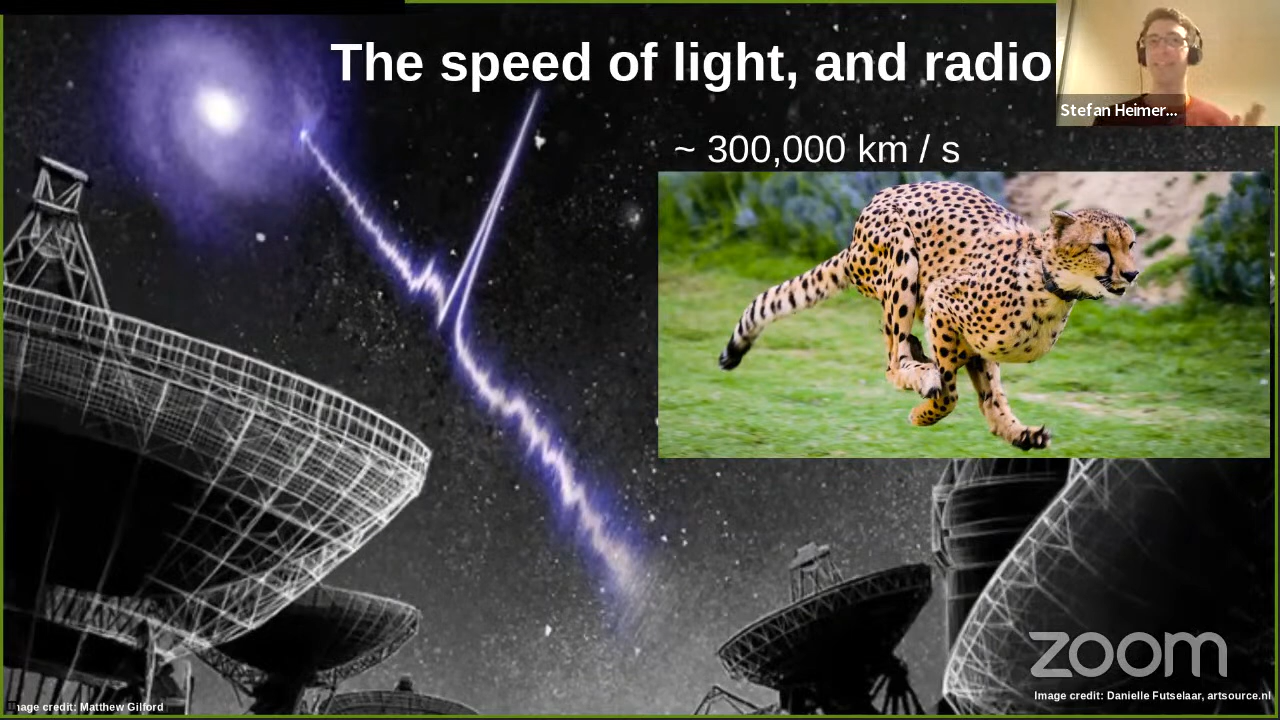 The speed of light, and radio
Stefan Heimer...
~ 300,000 km / s
zoom
Image credit: Danielle Futselaar, artsource.nl
credit: Matthew Gilford